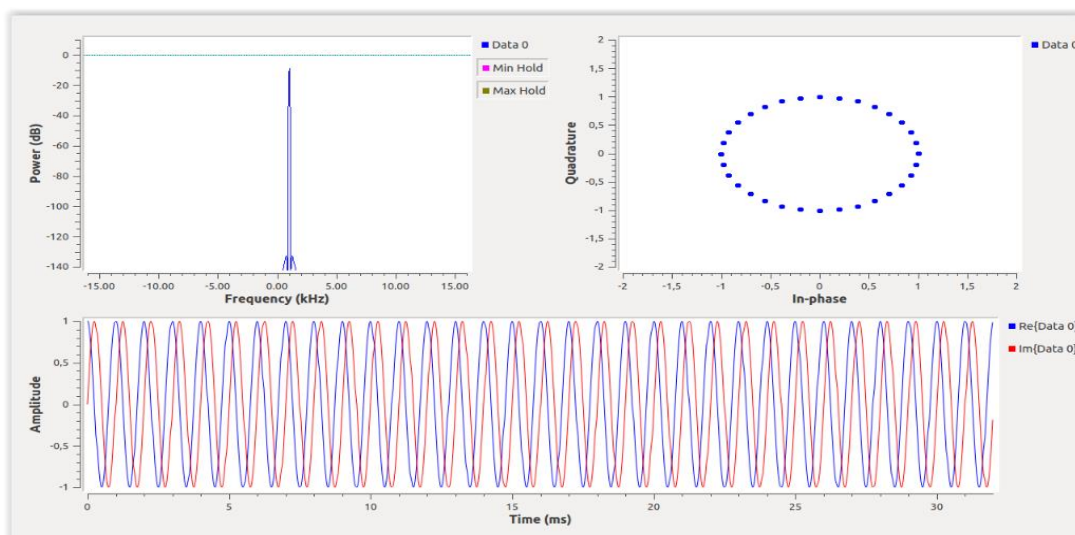 0
-20
-40
-60
-80
-100
-120
-140
Power (dB)
-15.00 -10.00 -5.00 0.00 5.00 10.00 15.00
Frequency (kHz)
Data 0
Min Hold
Max Hold
2
1,5
1
0,5
0
-0,5
-1
-1,5
-2
Quadrature
-2 -1,5 -1 -0,5 0 0,5 1 1,5 2
In-phase
Data 0
1
0,5
0
-0,5
-1
Amplitude
0 5 10 15 20 25 30
Time (ms)
Re{Data 0}
Im{Data 0}